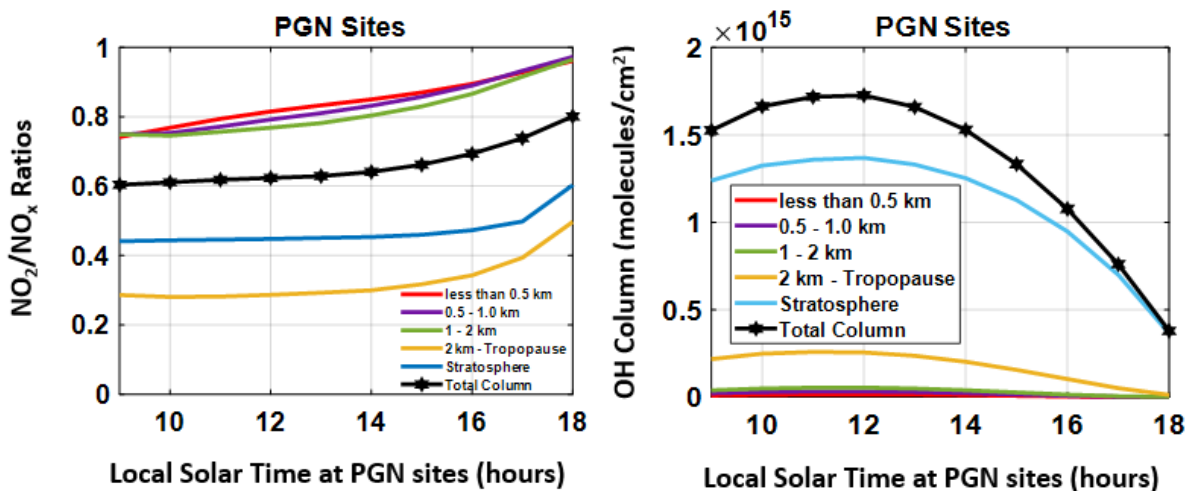 PGN Sites
NO₂/NOₓ Ratios
1
0.8
0.6
0.4
0.2
0
less than 0.5 km
0.5 - 1.0 km
1 - 2 km
2 km - Tropopause
Stratosphere
Total Column
10 12 14 16 18
Local Solar Time at PGN sites (hours)
× 10¹⁵
PGN Sites
OH Column (molecules/cm²)
2
1.5
1
0.5
0
less than 0.5 km
0.5 - 1.0 km
1 - 2 km
2 km - Tropopause
Stratosphere
Total Column
10 12 14 16 18
Local Solar Time at PGN sites (hours)